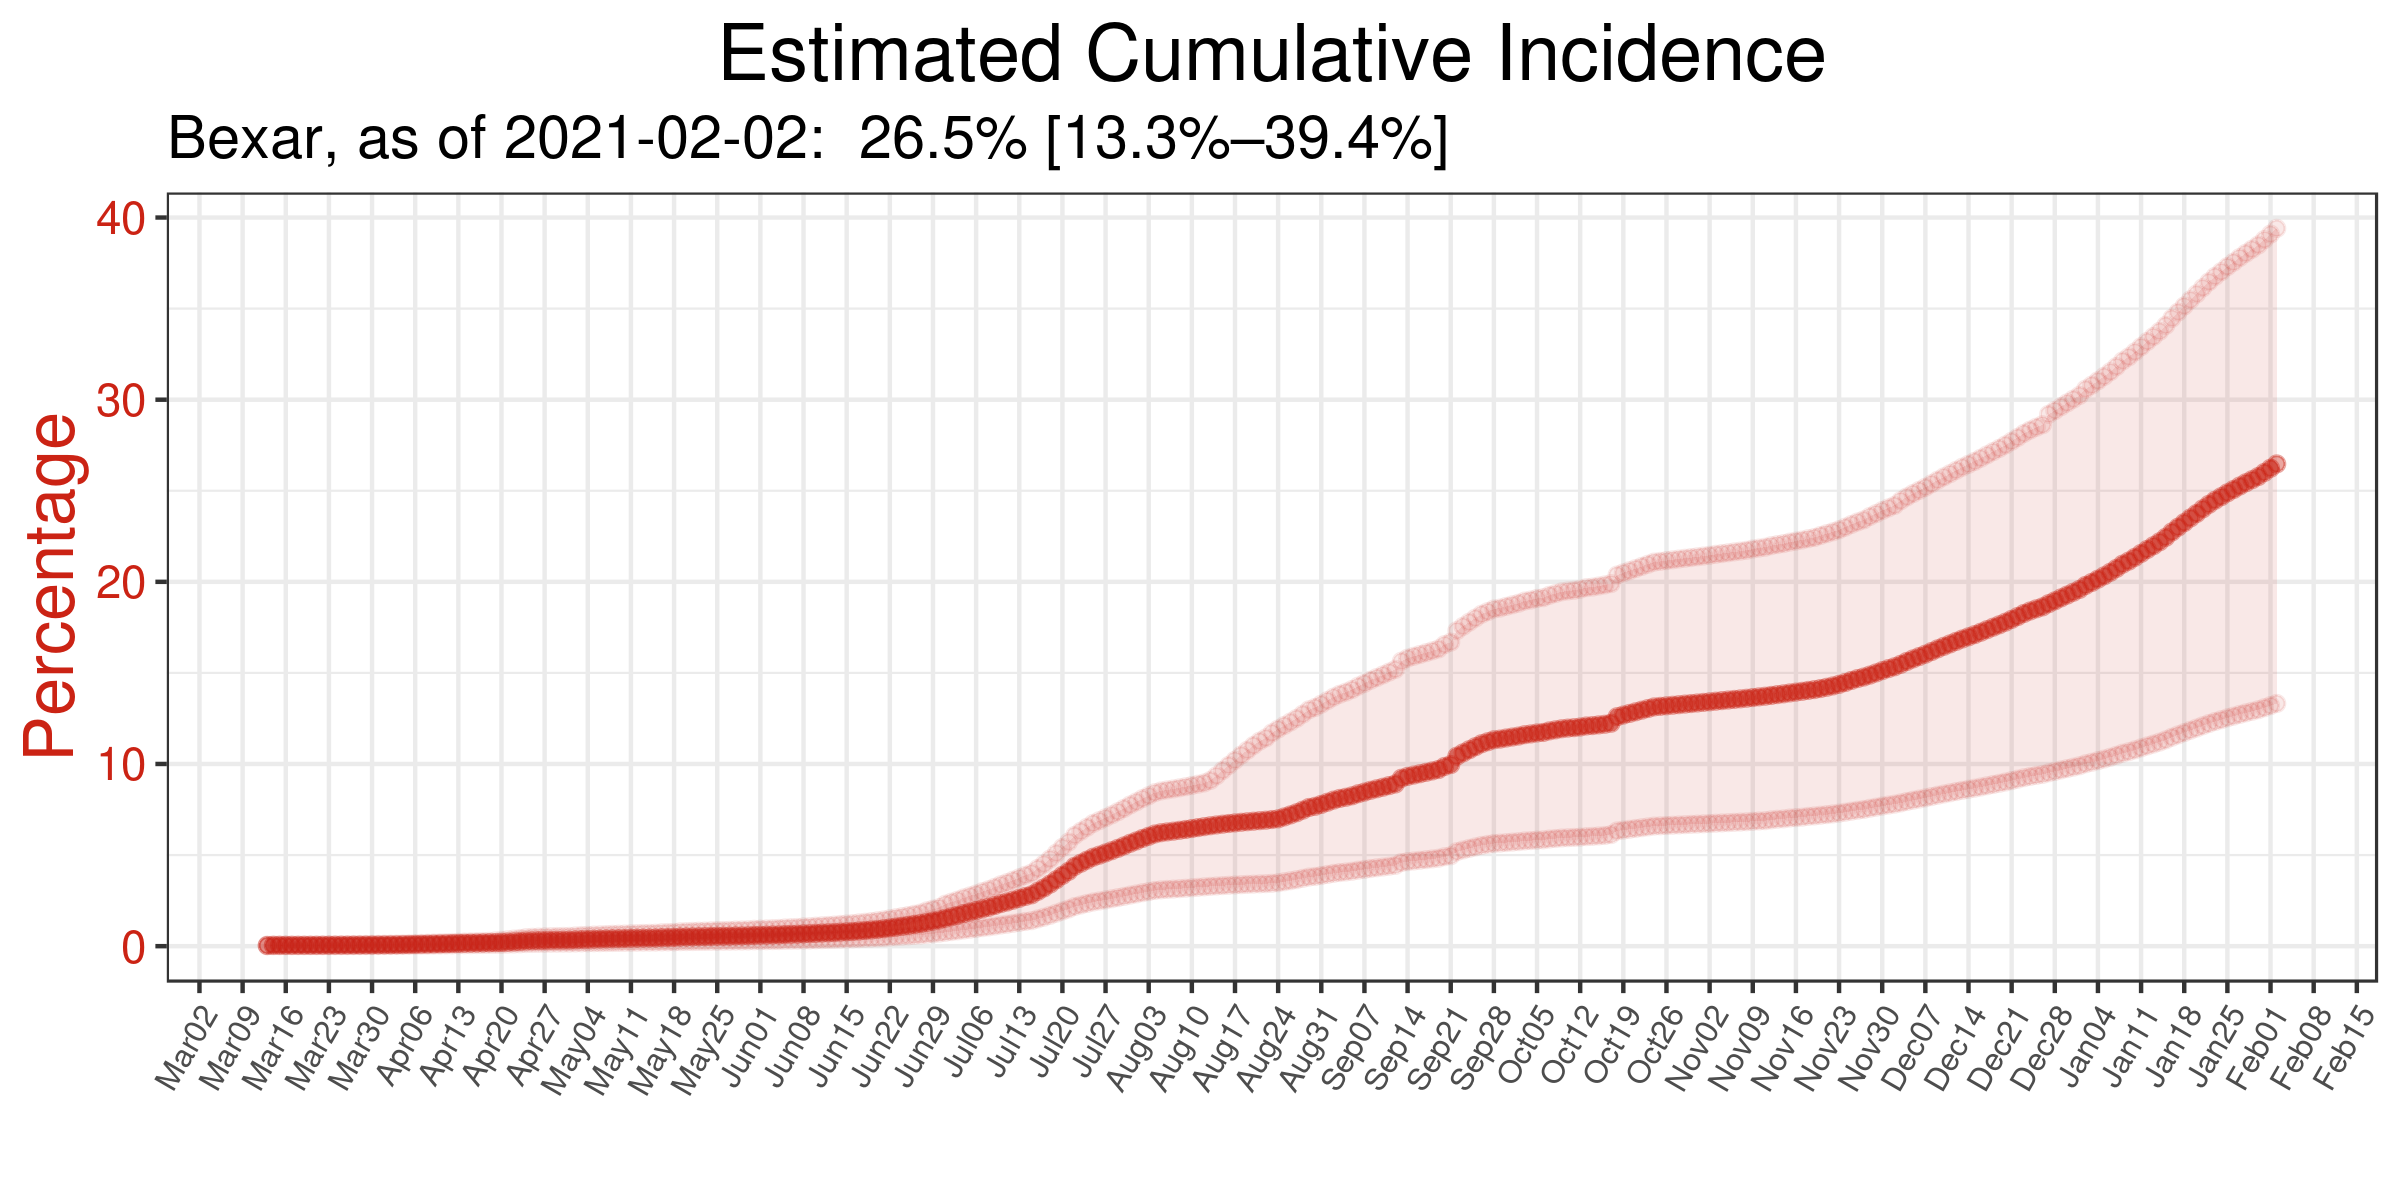 Estimated Cumulative Incidence
Bexar, as of 2021-02-02:  26.5% [13.3%–39.4%]
Percentage
40
30
20
10
0
Mar02 Mar09 Mar16 Mar23 Mar30 Apr06 Apr13 Apr20 Apr27 May04 May11 May18 May25 Jun01 Jun08 Jun15 Jun22 Jun29 Jul06 Jul13 Jul20 Jul27 Aug03 Aug10 Aug17 Aug24 Aug31 Sep07 Sep14 Sep21 Sep28 Oct05 Oct12 Oct19 Oct26 Nov02 Nov09 Nov16 Nov23 Nov30 Dec07 Dec14 Dec21 Dec28 Jan04 Jan11 Jan18 Jan25 Feb01 Feb08 Feb15